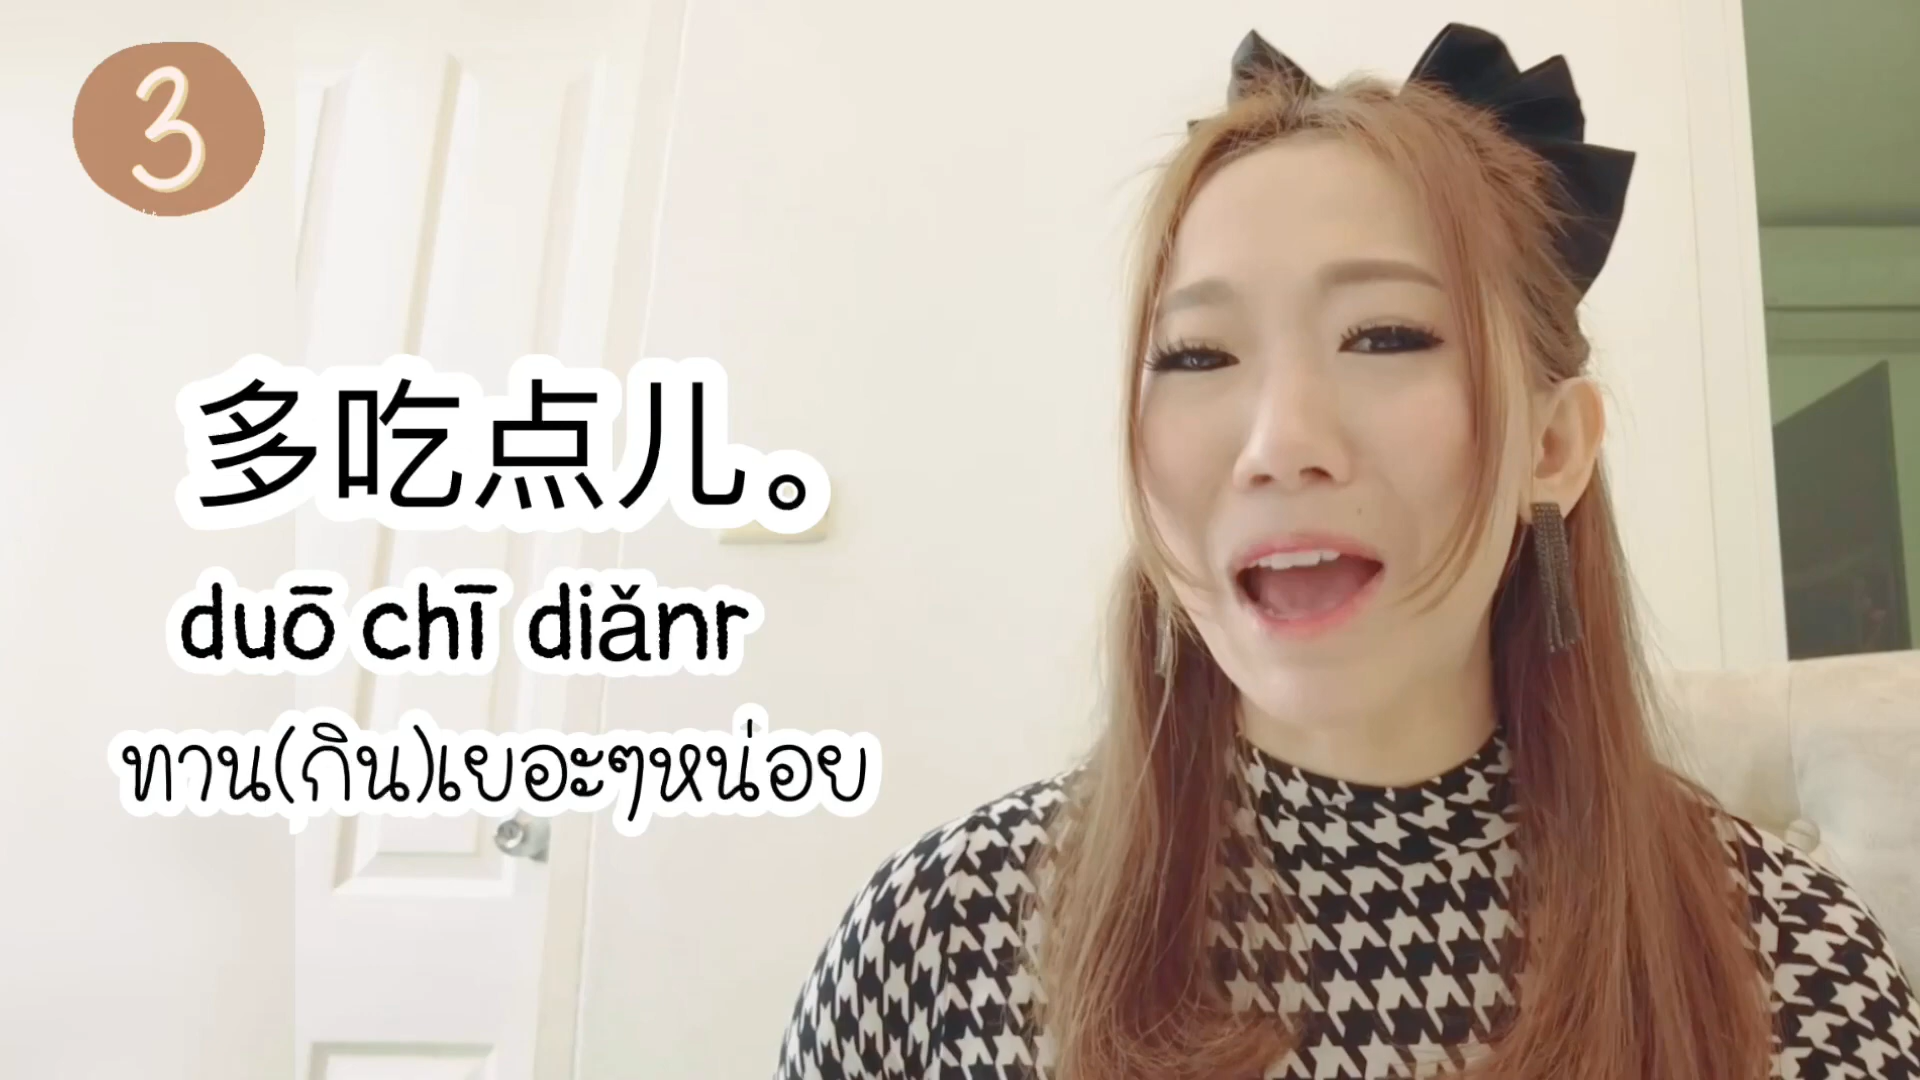 3
多吃点儿。
duō chī diǎnr
ทาน(กิน)เยอะๆหน่อย